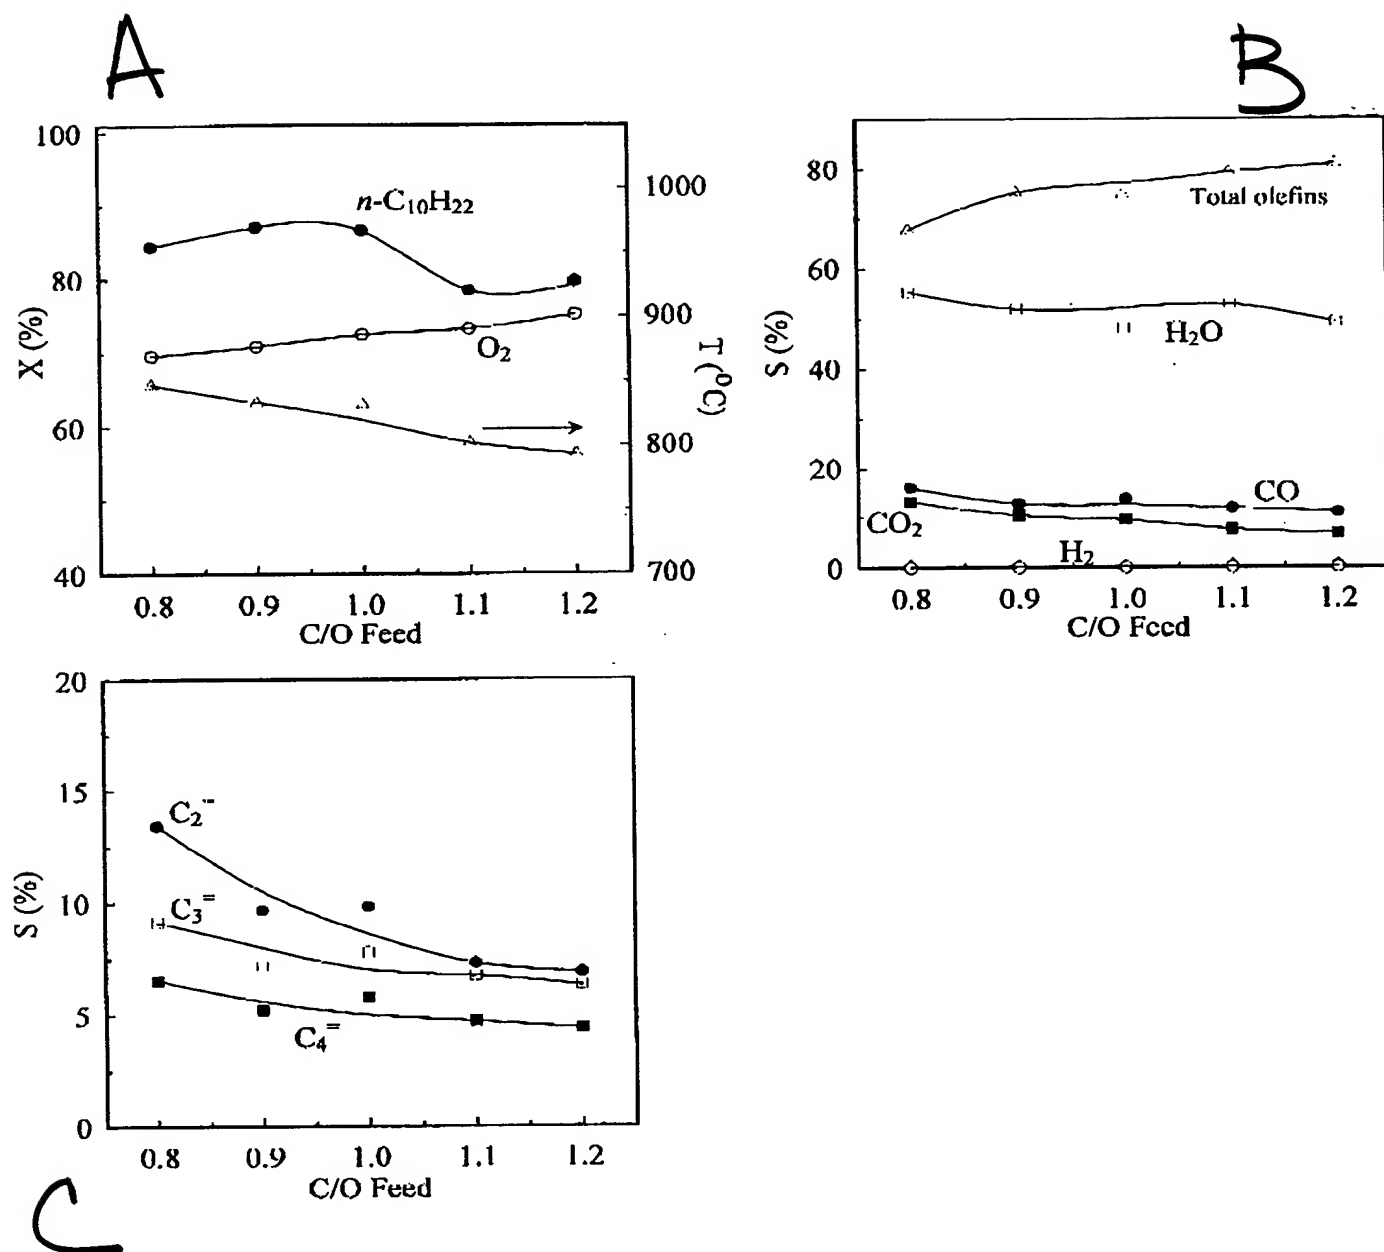 A
100
80
60
40
X (%)
n-C₁₀H₂₂
O₂
1000
900
800
700
T (⁰C)
0.8 0.9 1.0 1.1 1.2
C/O Feed
B
80
60
40
20
0
S (%)
Total olefins
H₂O
CO
CO₂
H₂
0.8 0.9 1.0 1.1 1.2
C/O Feed
20
15
10
5
0
S (%)
C₂⁼
C₃⁼
C₄⁼
0.8 0.9 1.0 1.1 1.2
C/O Feed
C